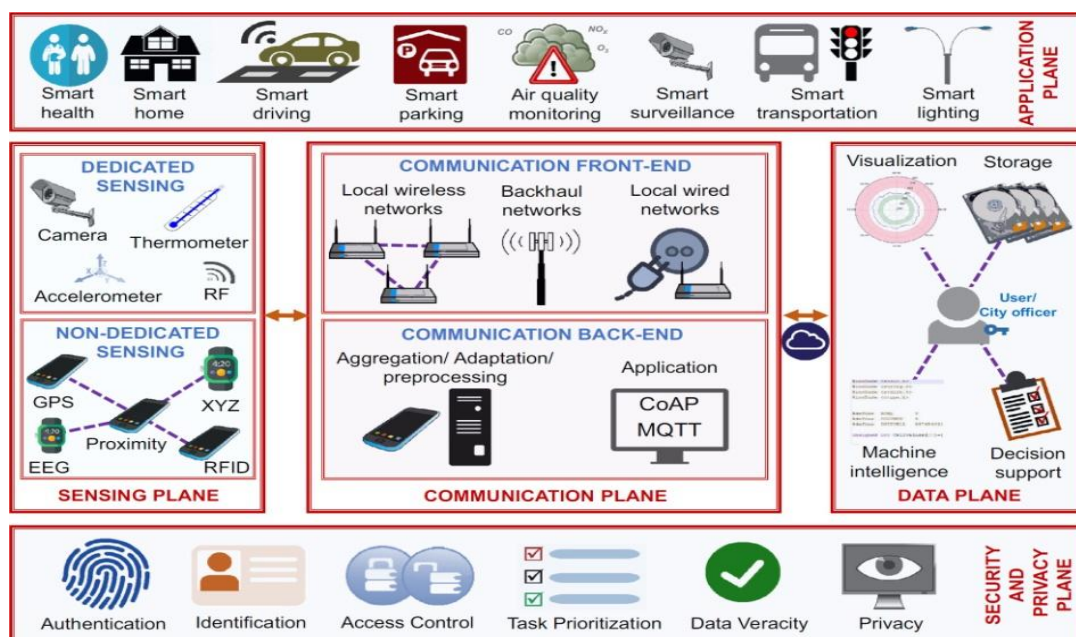 CO
NOx
O3
Smart health
Smart home
Smart driving
Smart parking
Air quality monitoring
Smart surveillance
Smart transportation
Smart lighting
APPLICATION PLANE
DEDICATED SENSING
Camera
Thermometer
Accelerometer
RF
NON-DEDICATED SENSING
GPS
XYZ
Proximity
EEG
RFID
SENSING PLANE
COMMUNICATION FRONT-END
Local wireless networks
Backhaul networks
Local wired networks
COMMUNICATION BACK-END
Aggregation/ Adaptation/ preprocessing
Application
CoAP
MQTT
COMMUNICATION PLANE
Visualization
Storage
User/
City officer
Machine intelligence
Decision support
DATA PLANE
Authentication
Identification
Access Control
Task Prioritization
Data Veracity
Privacy
SECURITY AND PRIVACY PLANE